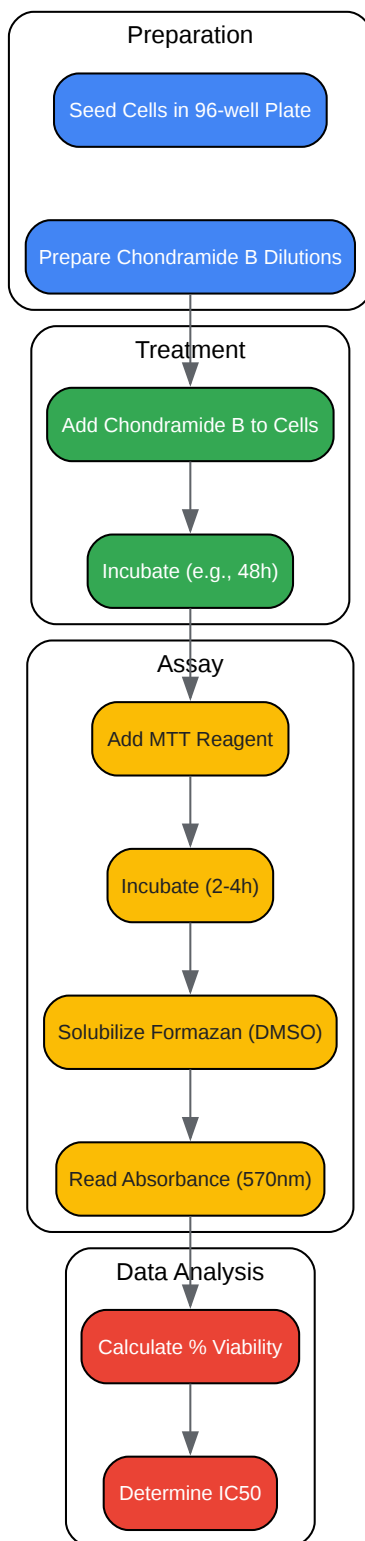 Preparation
Seed Cells in 96-well Plate
Prepare Chondramide B Dilutions
Treatment
Add Chondramide B to Cells
Incubate (e.g., 48h)
Assay
Add MTT Reagent
Incubate (2-4h)
Solubilize Formazan (DMSO)
Read Absorbance (570nm)
Data Analysis
Calculate % Viability
Determine IC50